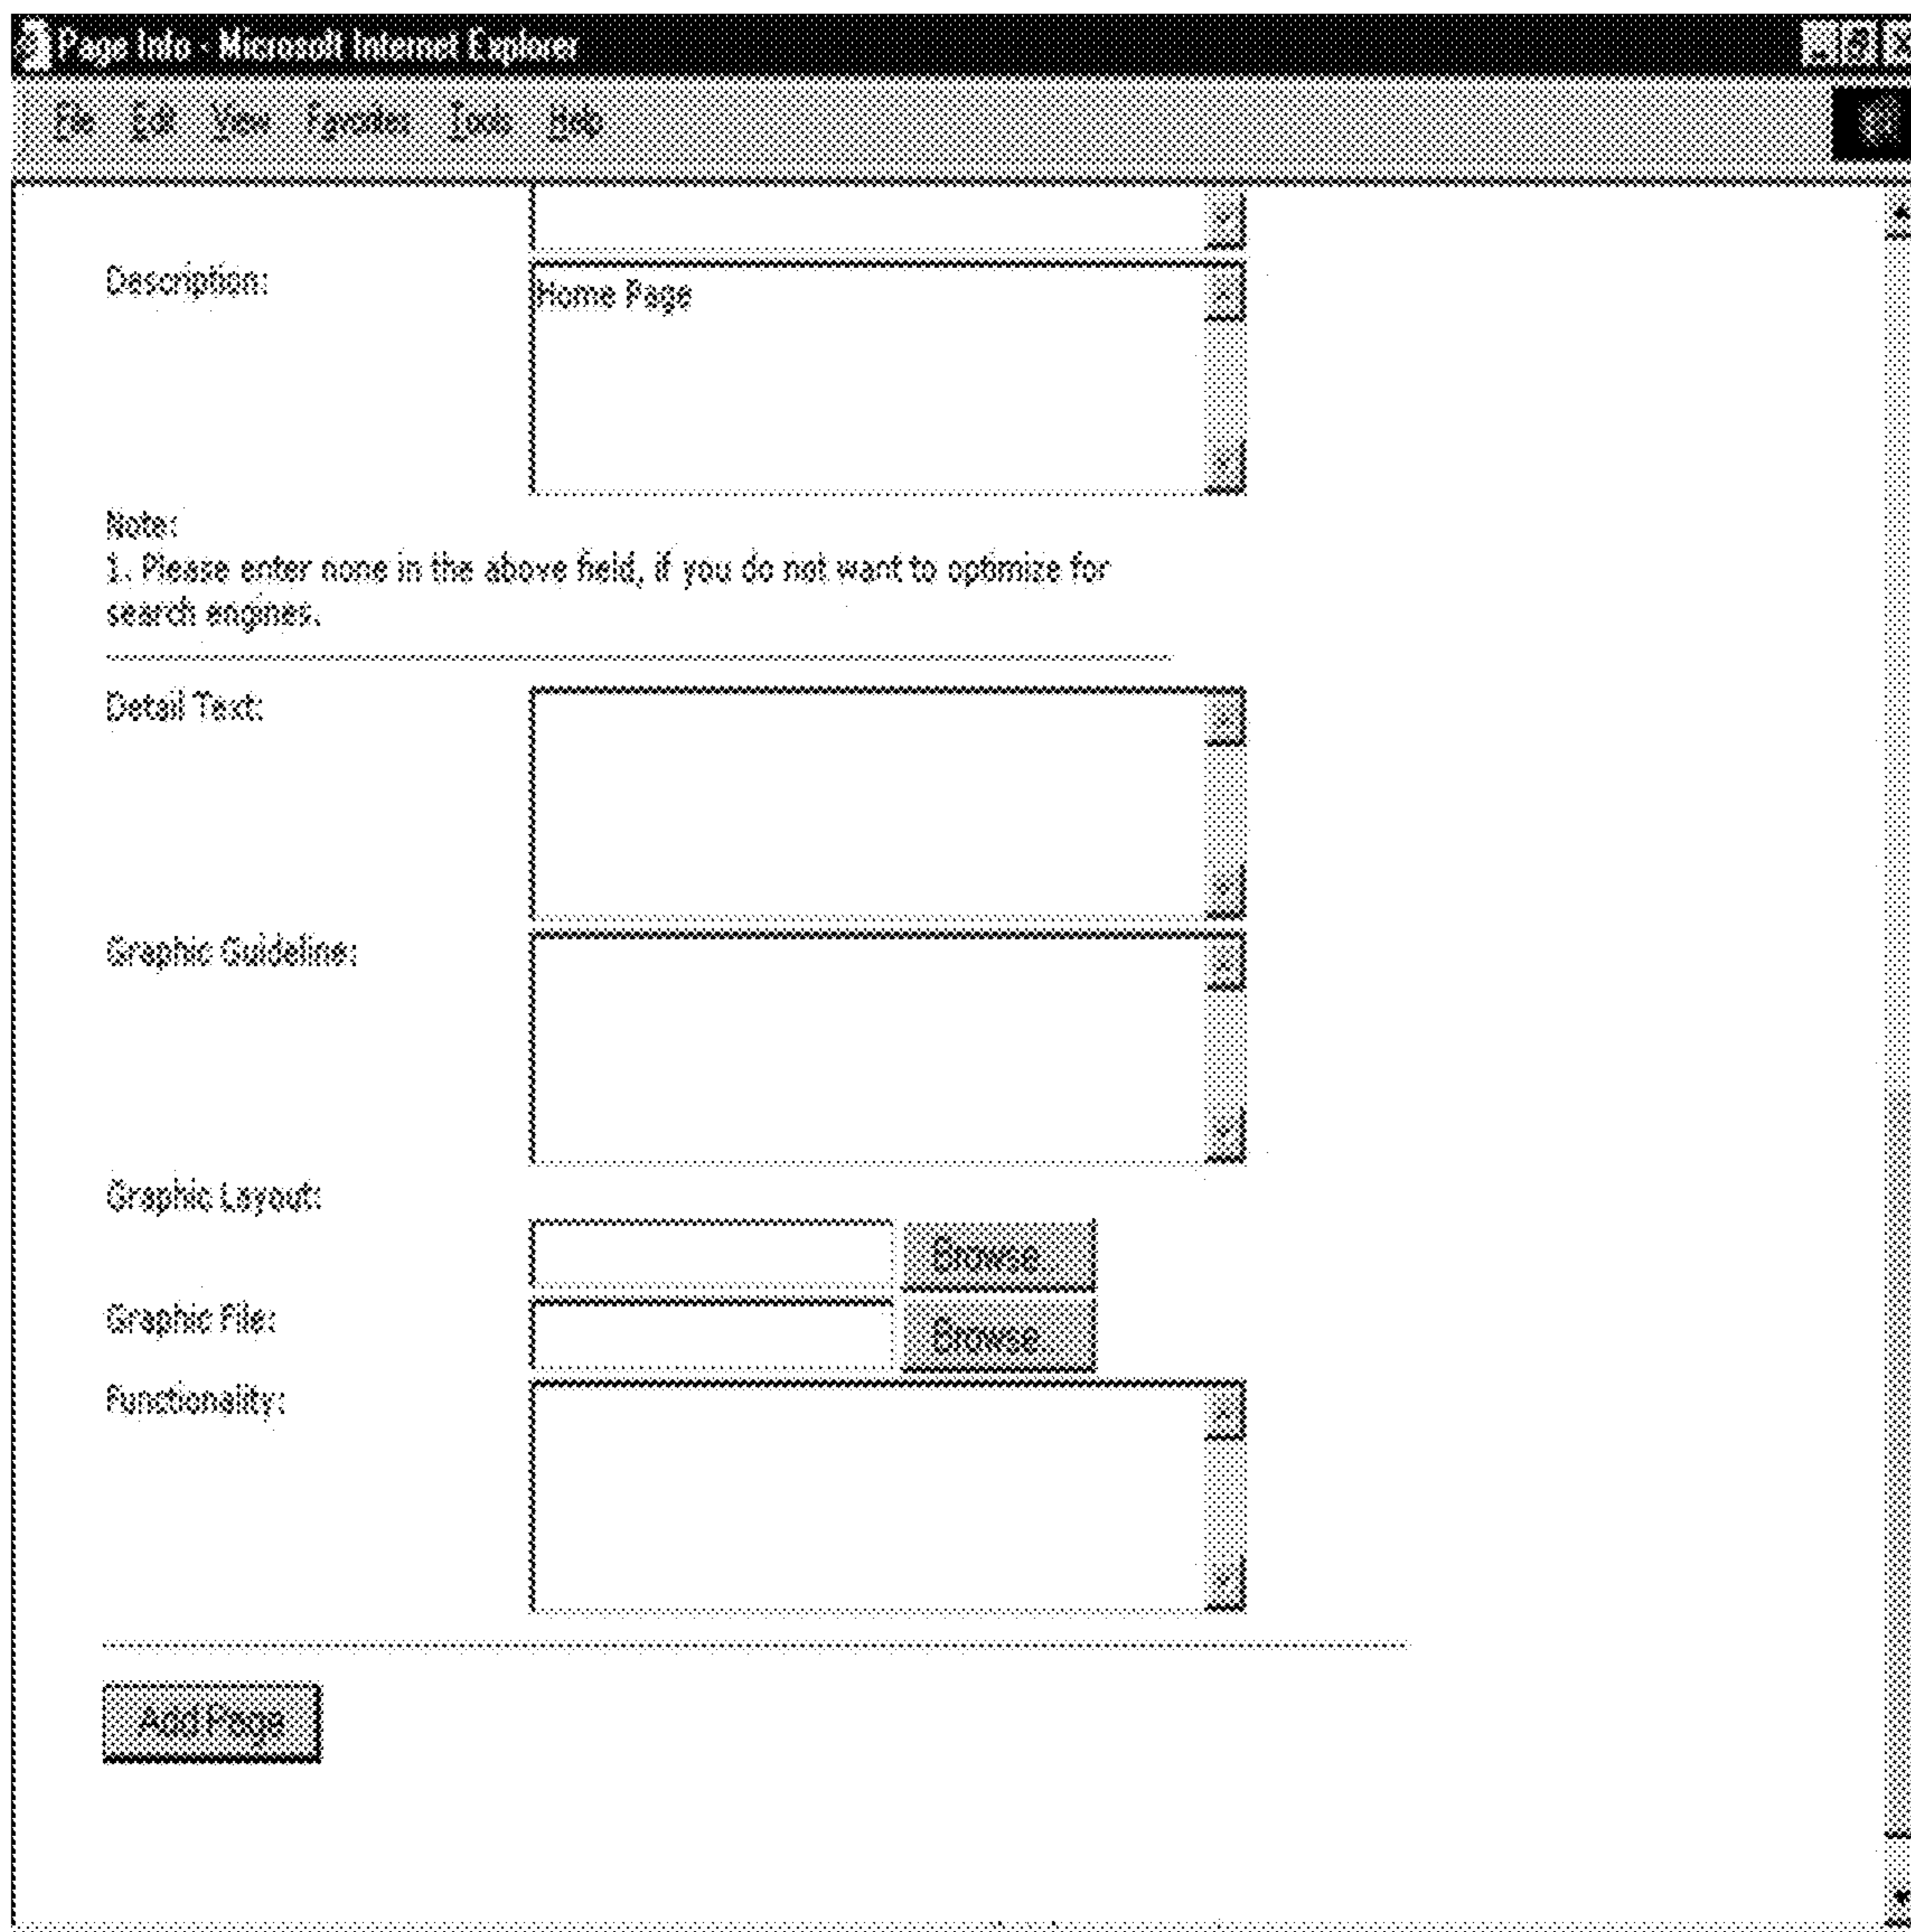 Page Info - Microsoft Internet Explorer
File Edit View Favorites Tools Help
Description:
Home Page
Note:
1. Please enter none in the above field, if you do not want to optimize for
search engines.
Detail Text:
Graphic Guideline:
Graphic Layout:
Browse
Graphic File:
Browse
Functionality:
Add Page